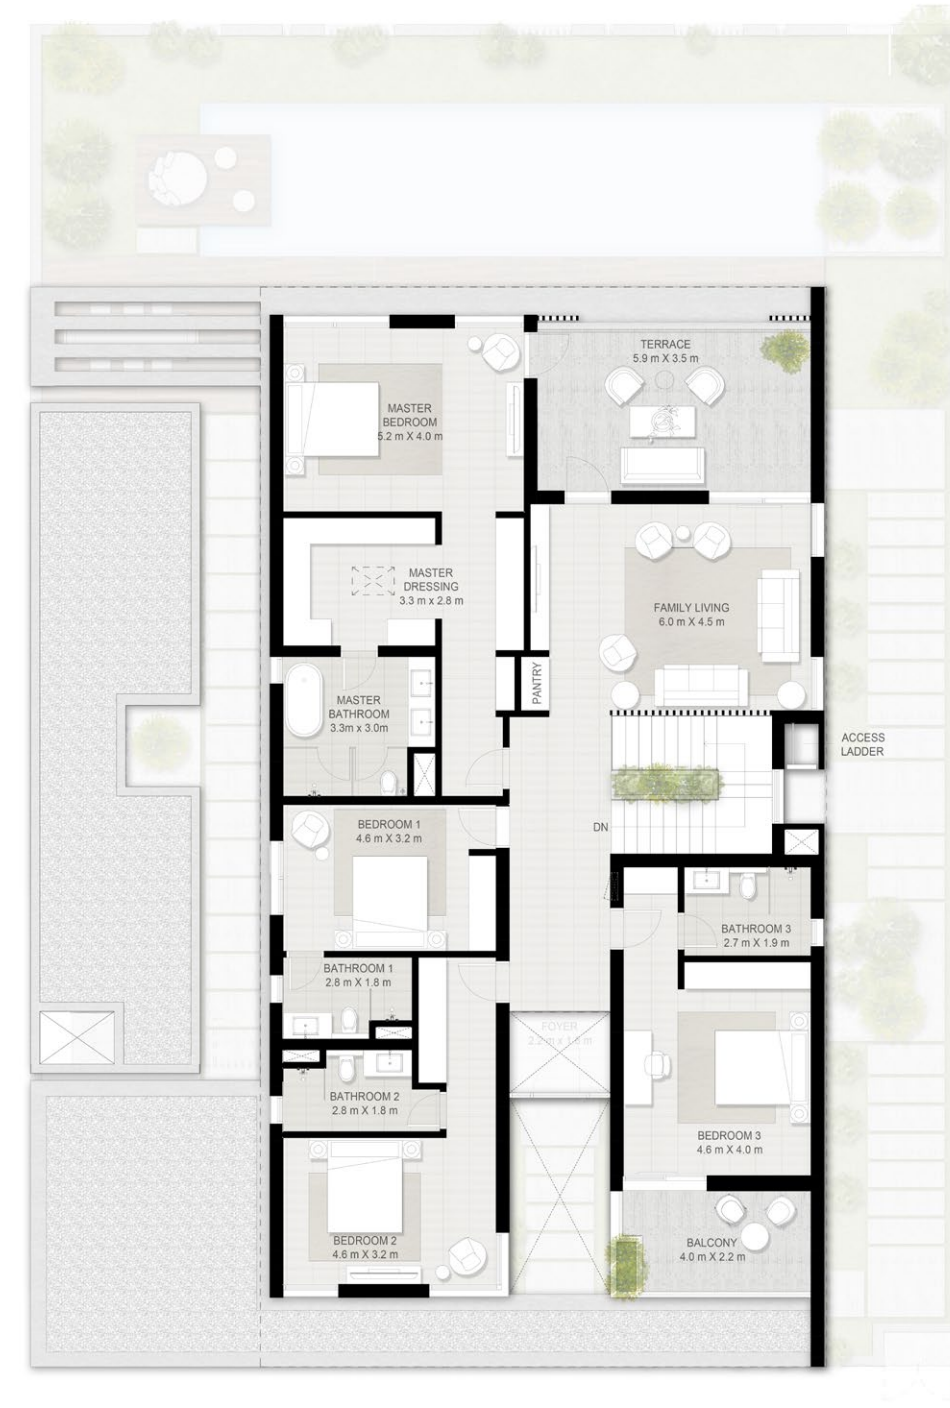 TERRACE
5.9 m X 3.5 m
MASTER
BEDROOM
5.2 m X 4.0 m
MASTER
DRESSING
3.3 m x 2.8 m
FAMILY LIVING
6.0 m X 4.5 m
PANTRY
MASTER
BATHROOM
3.3m x 3.0m
ACCESS
LADDER
DN
BEDROOM 1
4.6 m X 3.2 m
BATHROOM 3
2.7 m X 1.9 m
BATHROOM 1
2.8 m X 1.8 m
FOYER
BATHROOM 2
2.8 m X 1.8 m
BEDROOM 3
4.6 m X 4.0 m
BEDROOM 2
4.6 m X 3.2 m
BALCONY
4.0 m X 2.2 m